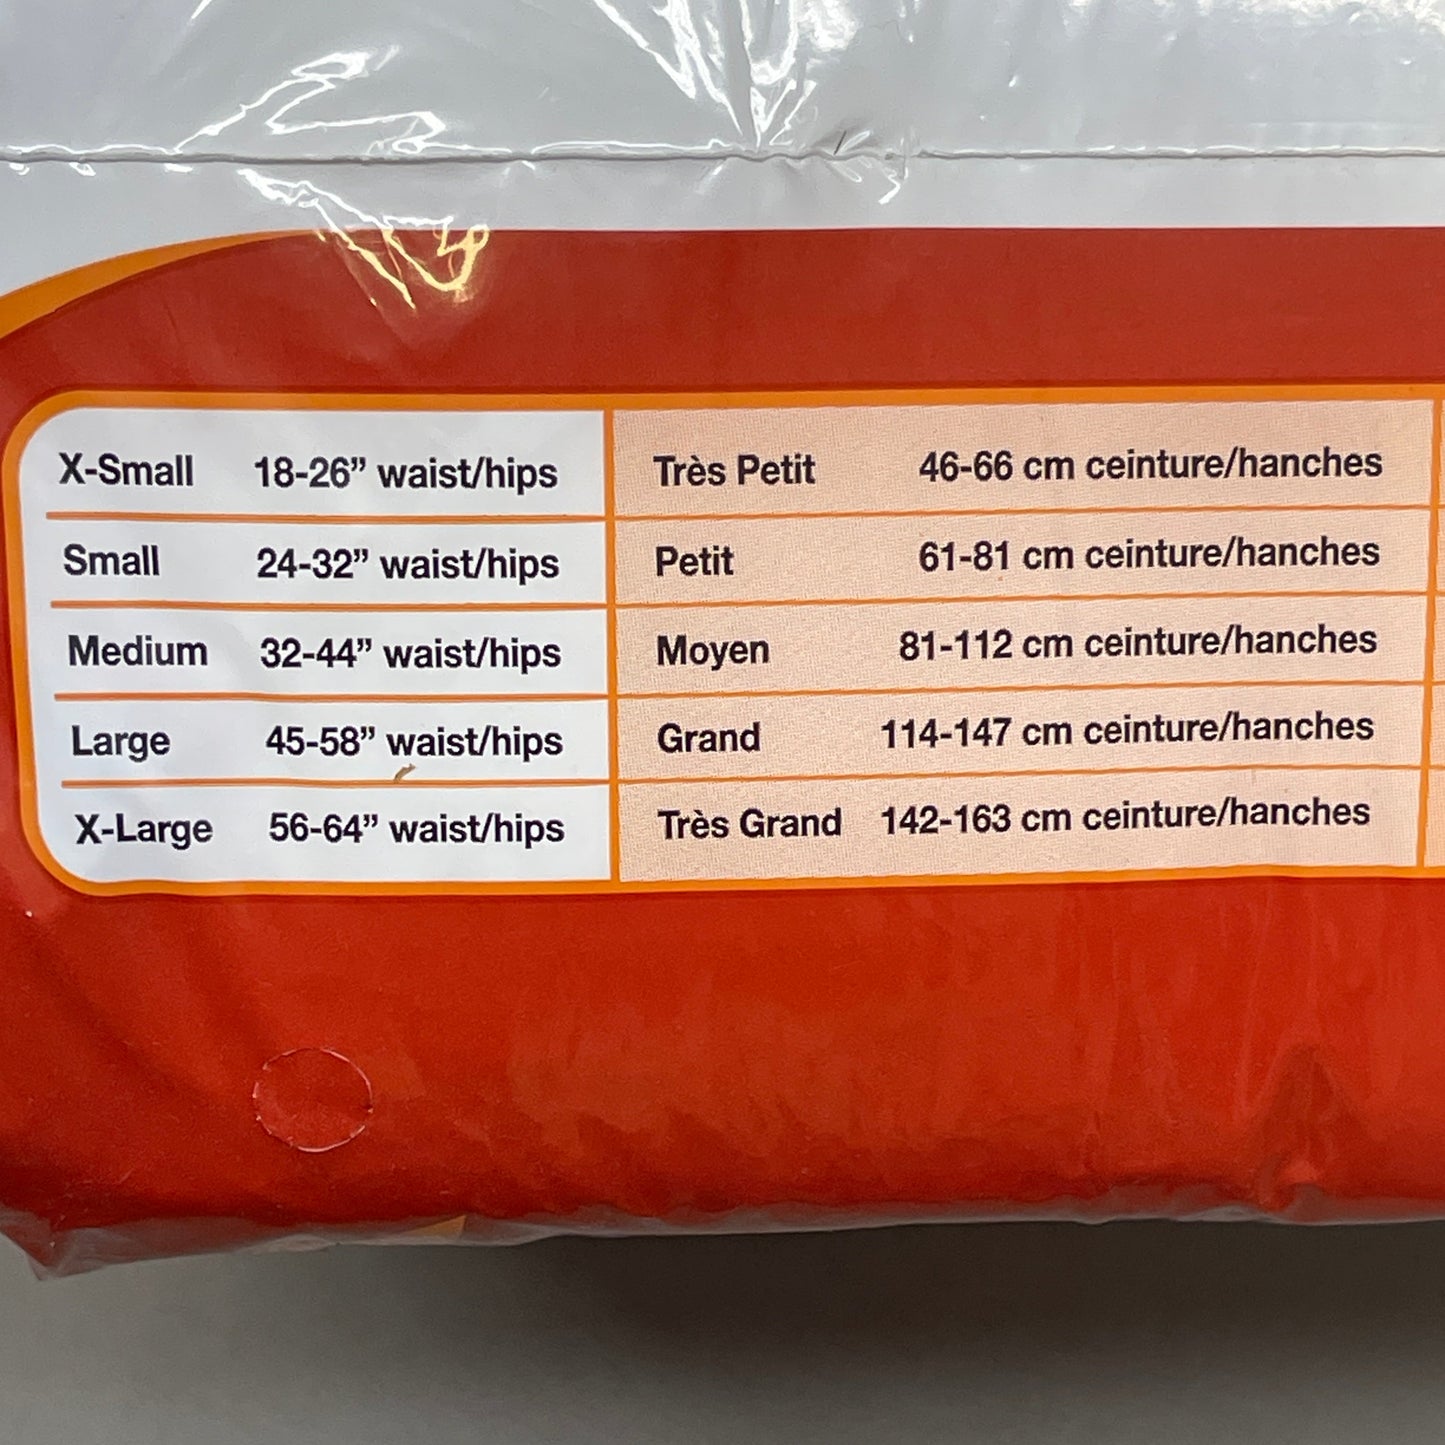 X-Small 18-26” waist/hips Très Petit 46-66 cm ceinture/hanches
Small 24-32” waist/hips Petit 61-81 cm ceinture/hanches
Medium 32-44” waist/hips Moyen 81-112 cm ceinture/hanches
Large 45-58” waist/hips Grand 114-147 cm ceinture/hanches
X-Large 56-64” waist/hips Très Grand 142-163 cm ceinture/hanches